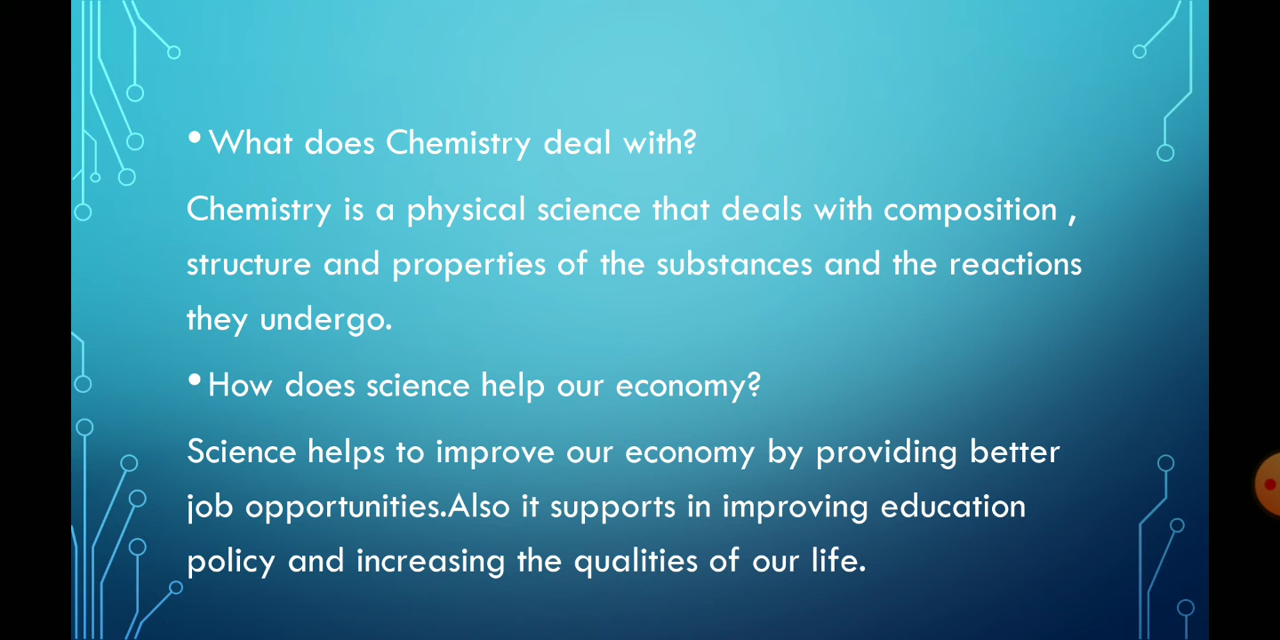 • What does Chemistry deal with?
Chemistry is a physical science that deals with composition ,
structure and properties of the substances and the reactions
they undergo.
• How does science help our economy?
Science helps to improve our economy by providing better
job opportunities.Also it supports in improving education
policy and increasing the qualities of our life.